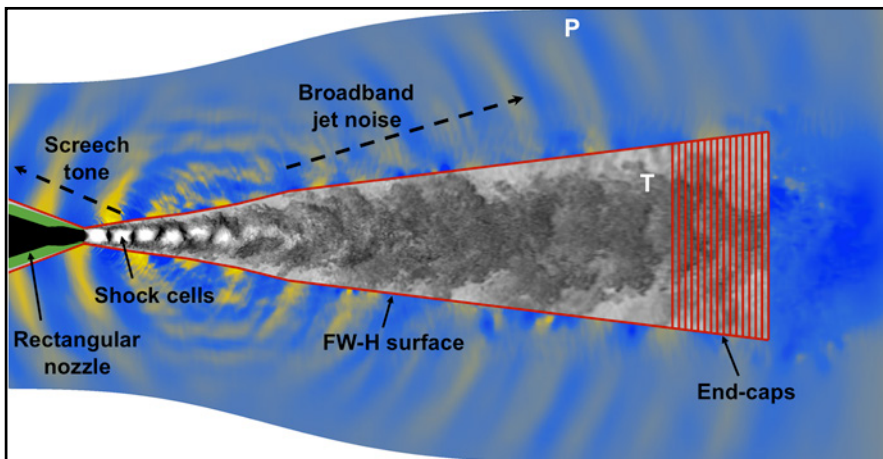 P
Broadband
jet noise
Screech
tone
T
Shock cells
Rectangular
nozzle
FW-H surface
End-caps